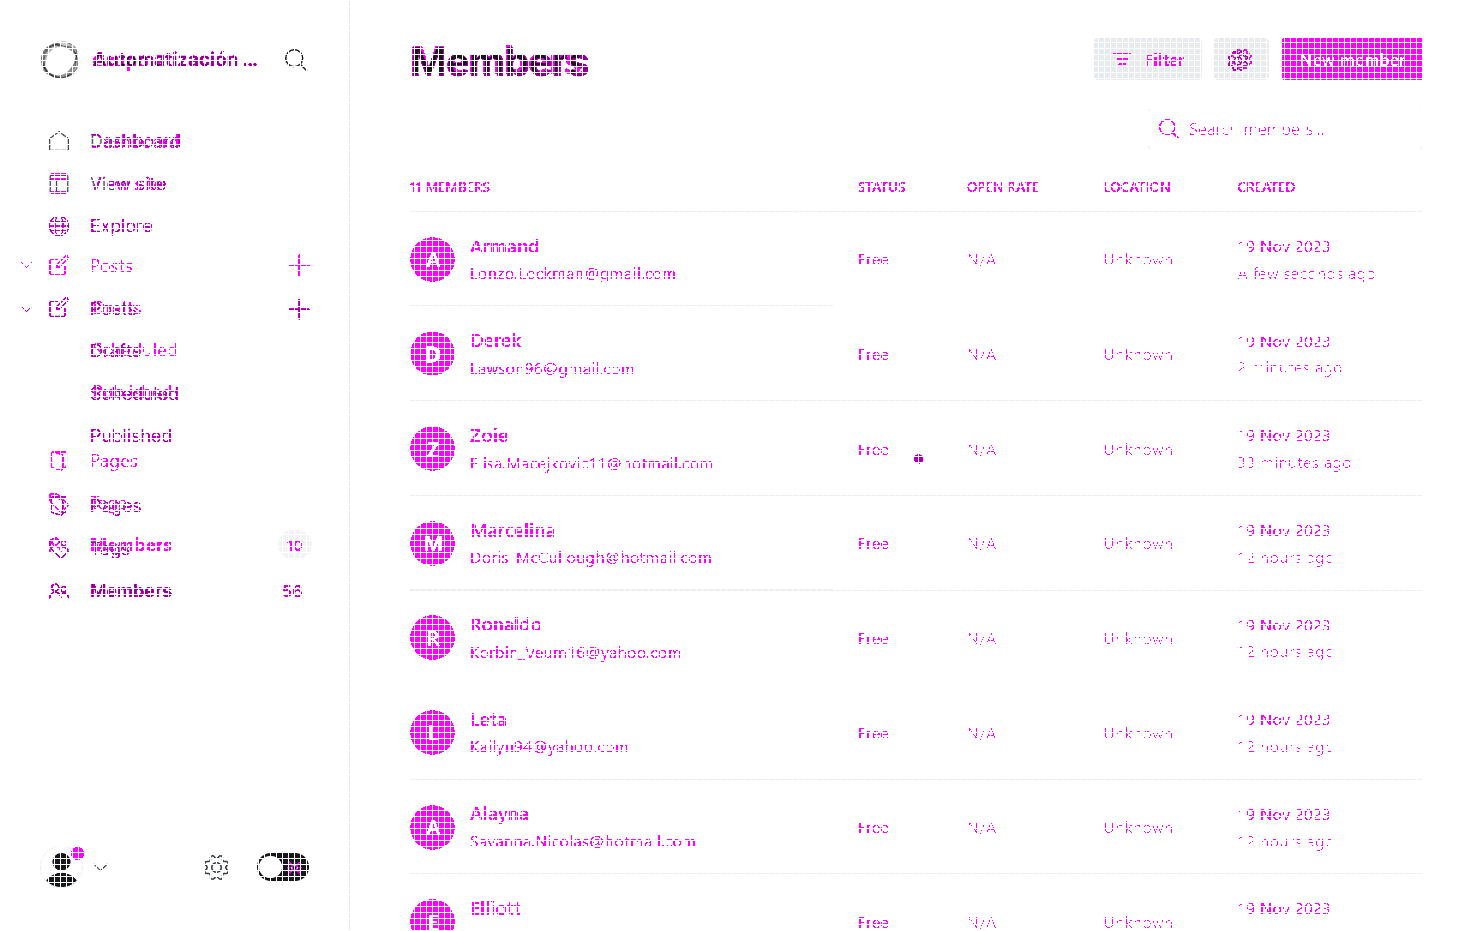 Automatización ...
Dashboard
View site
Explore
Posts
Posts
Scheduled
Published
Pages
Pages
Members
Members 56
Members
Filter
New member
Search members...
11 MEMBERS STATUS OPEN RATE LOCATION CREATED
A Armand Free N/A Unknown 19 Nov 2023
Lonzo.Lockman@gmail.com A few seconds ago
D Derek Free N/A Unknown 19 Nov 2023
Lawson96@gmail.com 2 minutes ago
Z Zoie Free N/A Unknown 19 Nov 2023
Elisa.Macejkovic11@hotmail.com 33 minutes ago
M Marcelina Free N/A Unknown 19 Nov 2023
Doris_McCullough@hotmail.com 12 hours ago
R Ronaldo Free N/A Unknown 19 Nov 2023
Korbin_Veum16@yahoo.com 12 hours ago
L Leta Free N/A Unknown 19 Nov 2023
Kailyn94@yahoo.com 12 hours ago
A Alayna Free N/A Unknown 19 Nov 2023
Savanna.Nicolas@hotmail.com 12 hours ago
E Elliott Free N/A Unknown 19 Nov 2023